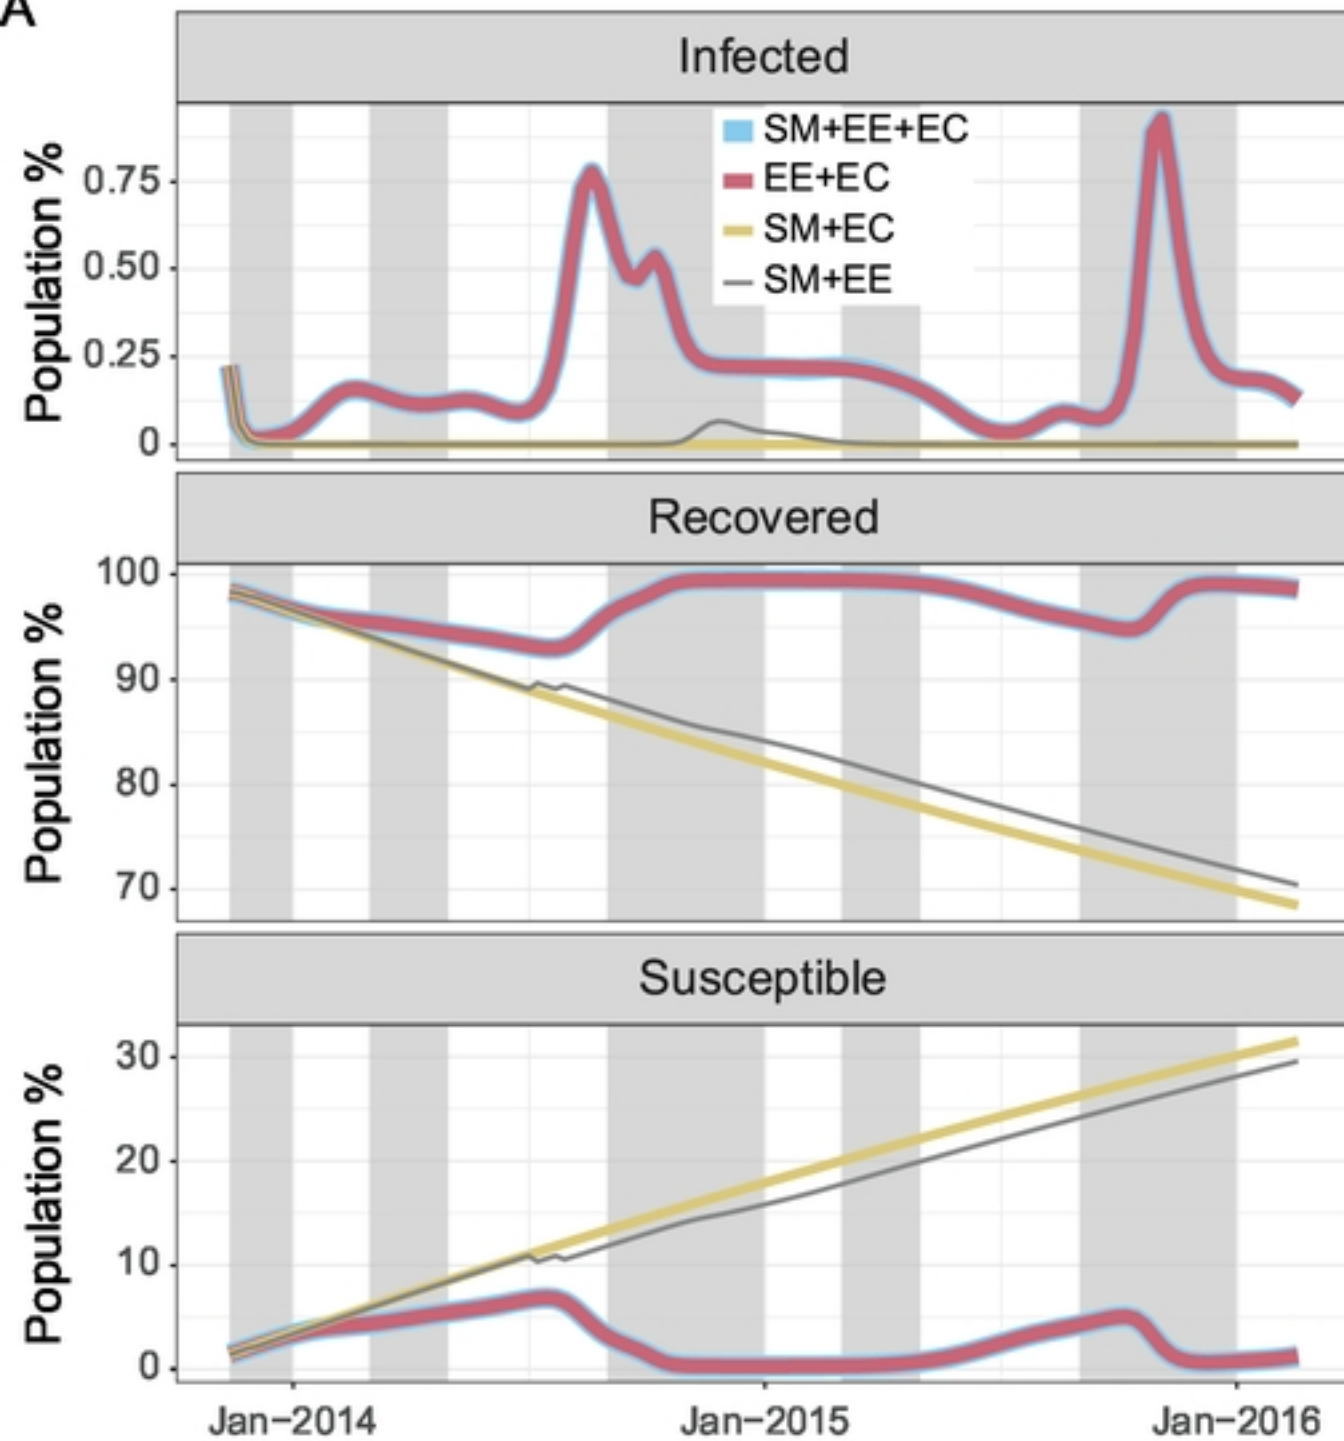 A
Infected
SM+EE+EC
EE+EC
SM+EC
SM+EE
Population %
0.75
0.50
0.25
0
Recovered
Population %
100
90
80
70
Susceptible
Population %
30
20
10
0
Jan-2014 Jan-2015 Jan-2016